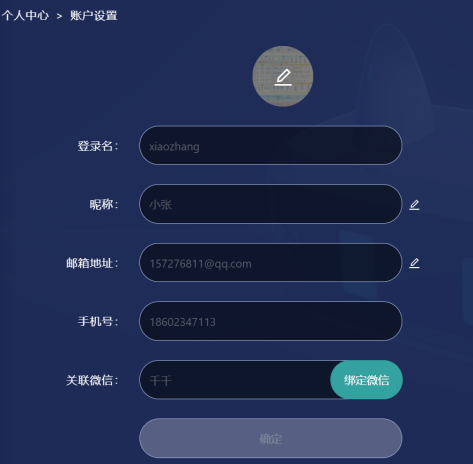 个人中心 > 账户设置
登录名: xiaozhang
昵称: 小张
邮箱地址: 157276811@qq.com
手机号: 18602347113
关联微信: 千千 绑定微信
确定